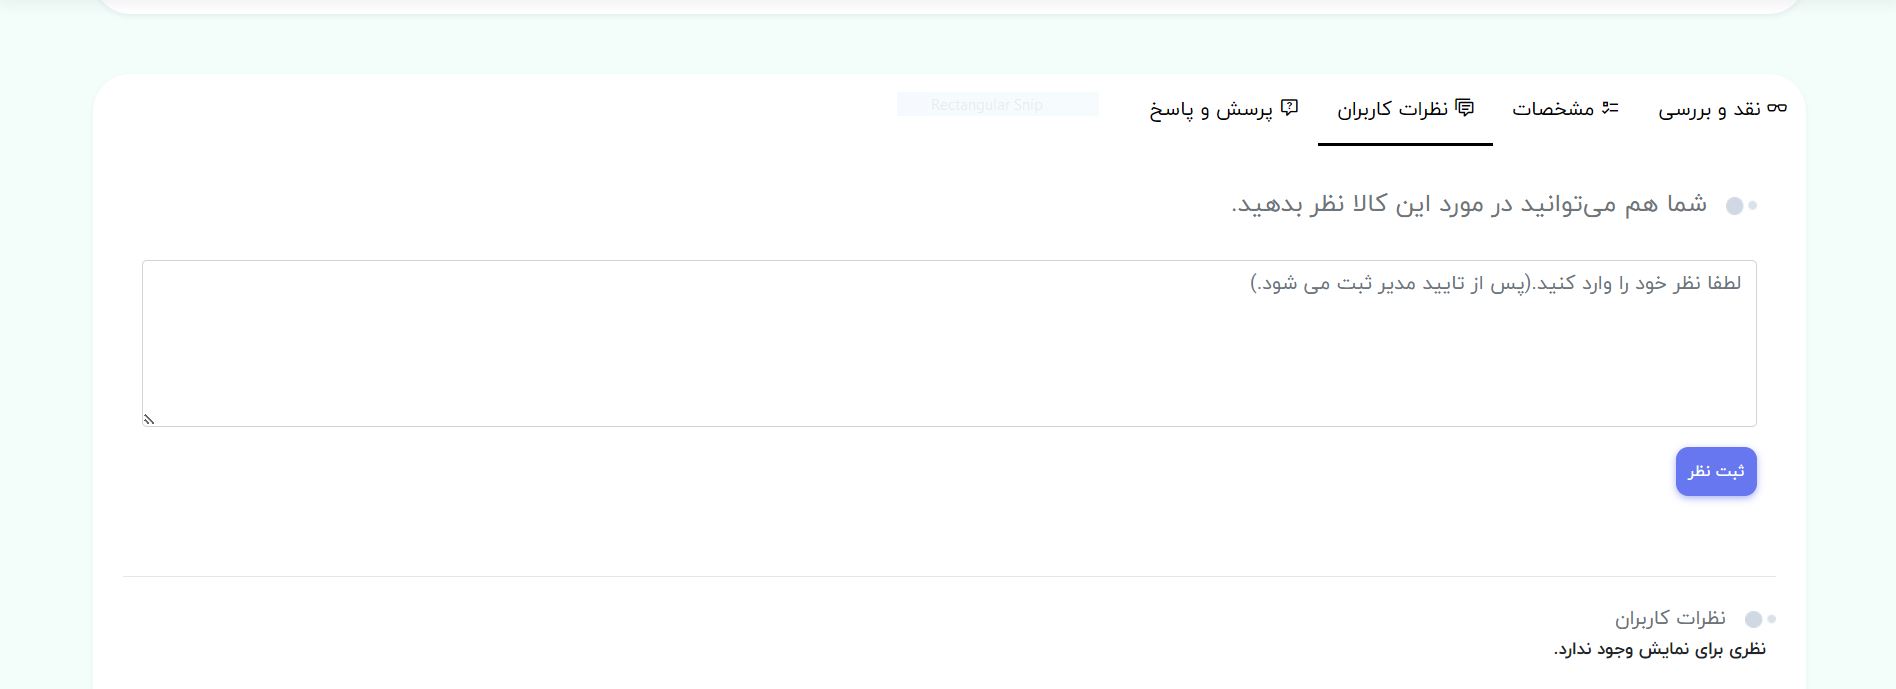 نقد و بررسی مشخصات نظرات کاربران پرسش و پاسخ Rectangular Snip
شما هم می‌توانید در مورد این کالا نظر بدهید.
لطفا نظر خود را وارد کنید.(پس از تایید مدیر ثبت می شود.)
ثبت نظر
نظرات کاربران
نظری برای نمایش وجود ندارد.